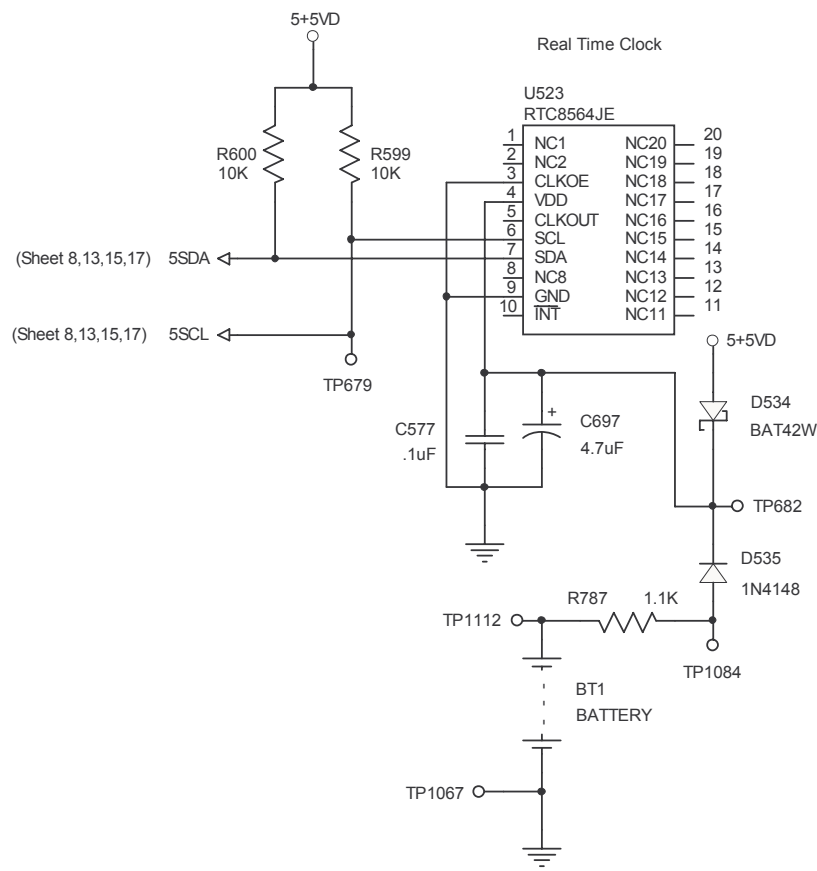 5+5VD
Real Time Clock
U523
RTC8564JE
R600
10K
R599
10K
1 NC1 NC20 20
2 NC2 NC19 19
3 CLKOE NC18 18
4 VDD NC17 17
5 CLKOUT NC16 16
6 SCL NC15 15
7 SDA NC14 14
8 NC8 NC13 13
9 GND NC12 12
10 INT NC11 11
(Sheet 8,13,15,17) 5SDA
(Sheet 8,13,15,17) 5SCL
TP679
5+5VD
D534
BAT42W
C577
.1uF
+
C697
4.7uF
TP682
D535
1N4148
R787 1.1K
TP1112
TP1084
BT1
BATTERY
TP1067